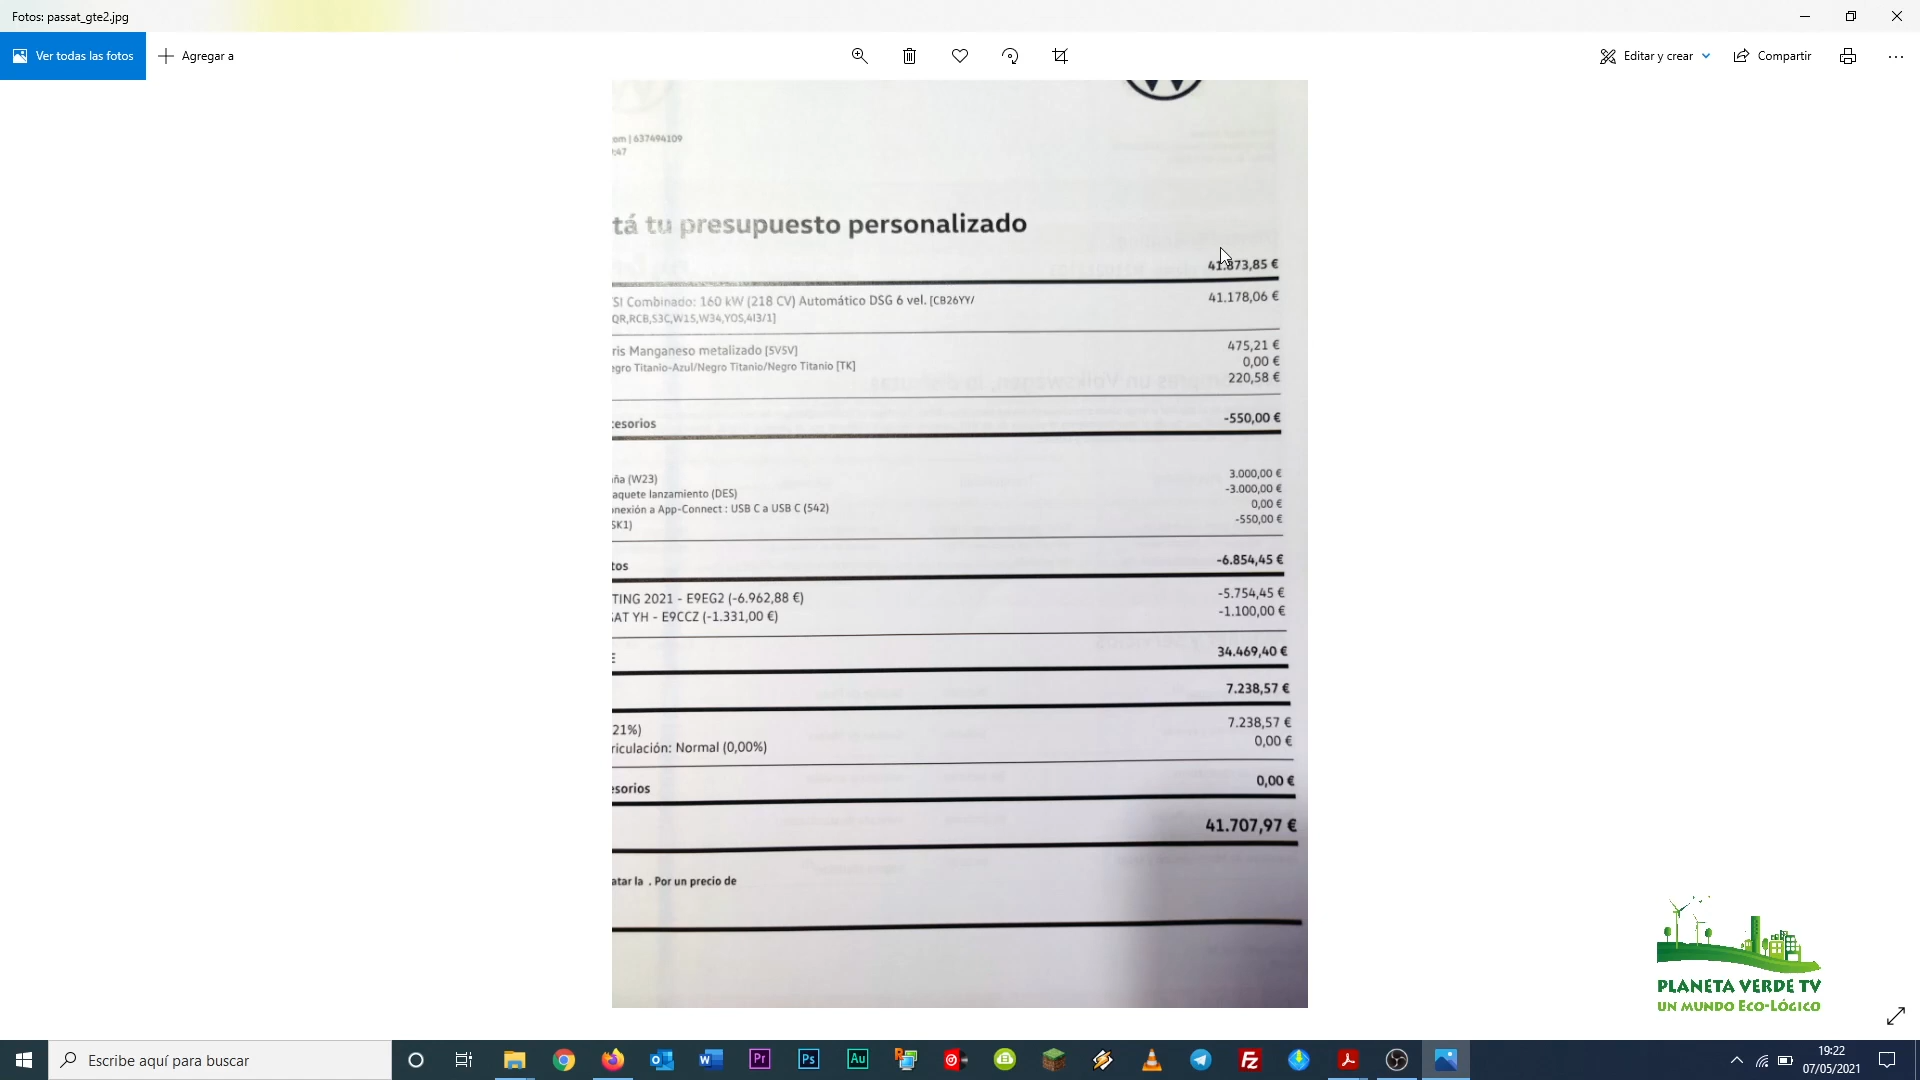 Fotos: passat_gte2.jpg
Ver todas las fotos
Agregar a
Editar y crear
Compartir
om | 637494109
:47
tá tu presupuesto personalizado
41.873,85 €
SI Combinado: 160 kW (218 CV) Automático DSG 6 vel. [CB26YY/ 41.178,06 €
QR,RCB,S3C,W1S,W34,YOS,4I3/1]
ris Manganeso metalizado [5V5V] 475,21 €
egro Titanio-Azul/Negro Titanio/Negro Titanio [TK] 0,00 €
220,58 €
cesorios -550,00 €
ña (W23) 3.000,00 €
aquete lanzamiento (DES) -3.000,00 €
onexión a App-Connect : USB C a USB C (542) 0,00 €
SK1) -550,00 €
tos -6.854,45 €
TING 2021 - E9EG2 (-6.962,88 €) -5.754,45 €
AT YH - E9CCZ (-1.331,00 €) -1.100,00 €
E 34.469,40 €
7.238,57 €
21%) 7.238,57 €
riculación: Normal (0,00%) 0,00 €
esorios 0,00 €
41.707,97 €
atar la . Por un precio de
PLANETA VERDE TV
UN MUNDO ECO-LÓGICO
Escribe aquí para buscar
19:22
07/05/2021